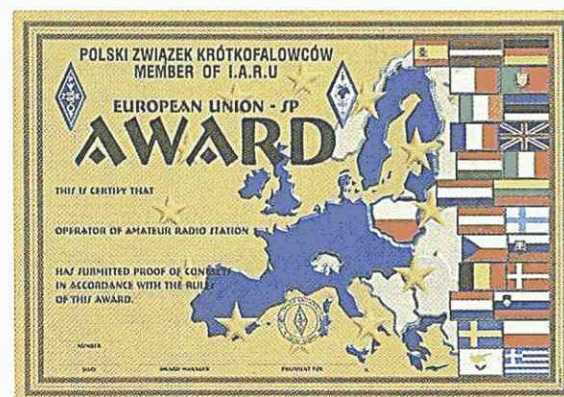 POLSKI ZWIĄZEK KRÓTKOFALOWCÓW
MEMBER OF I.A.R.U
EUROPEAN UNION - SP
AWARD
THIS IS CERTIFY THAT
OPERATOR OF AMATEUR RADIO STATION
HAS SUBMITTED PROOF OF CONTACTS
IN ACCORDANCE WITH THE RULES
OF THIS AWARD.
NUMBER
DATE AWARD MANAGER